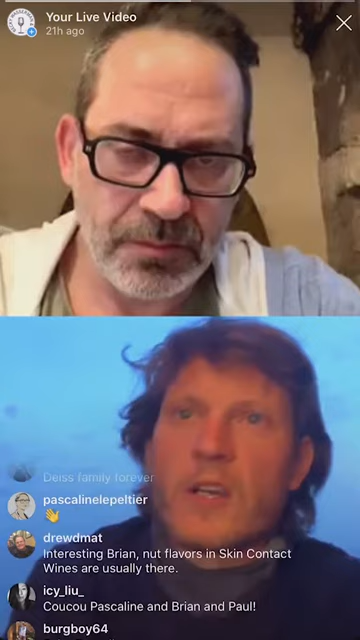 Your Live Video
21h ago
Deiss family forever
pascalinelepeltier
👋
drewdmat
Interesting Brian, nut flavors in Skin Contact
Wines are usually there.
icy_liu_
Coucou Pascaline and Brian and Paul!
burgboy64